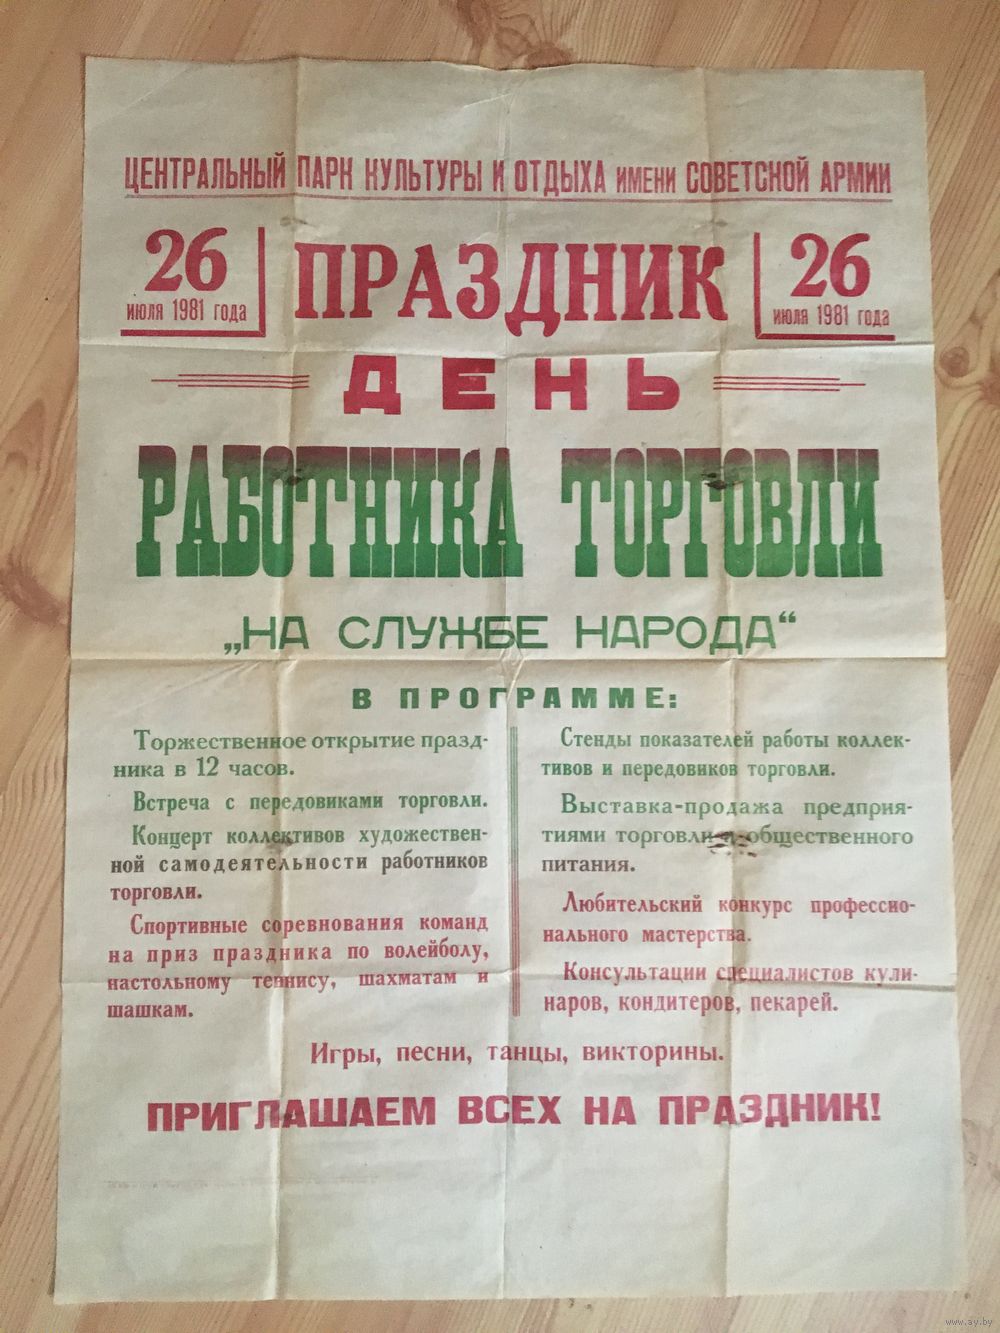 ЦЕНТРАЛЬНЫЙ ПАРК КУЛЬТУРЫ И ОТДЫХА ИМЕНИ СОВЕТСКОЙ АРМИИ
26
июля 1981 года
ПРАЗДНИК
26
июля 1981 года
ДЕНЬ
РАБОТНИКА ТОРГОВЛИ
„НА СЛУЖБЕ НАРОДА“
В ПРОГРАММЕ:
Торжественное открытие празд-
ника в 12 часов.
Встреча с передовиками торговли.
Концерт коллективов художествен-
ной самодеятельности работников
торговли.
Спортивные соревнования команд
на приз праздника по волейболу,
настольному теннису, шахматам и
шашкам.
Стенды показателей работы коллек-
тивов и передовиков торговли.
Выставка-продажа предприя-
тиями торговли и общественного
питания.
Любительский конкурс профессио-
нального мастерства.
Консультации специалистов кули-
наров, кондитеров, пекарей.
Игры, песни, танцы, викторины.
ПРИГЛАШАЕМ ВСЕХ НА ПРАЗДНИК!
www.ay.by